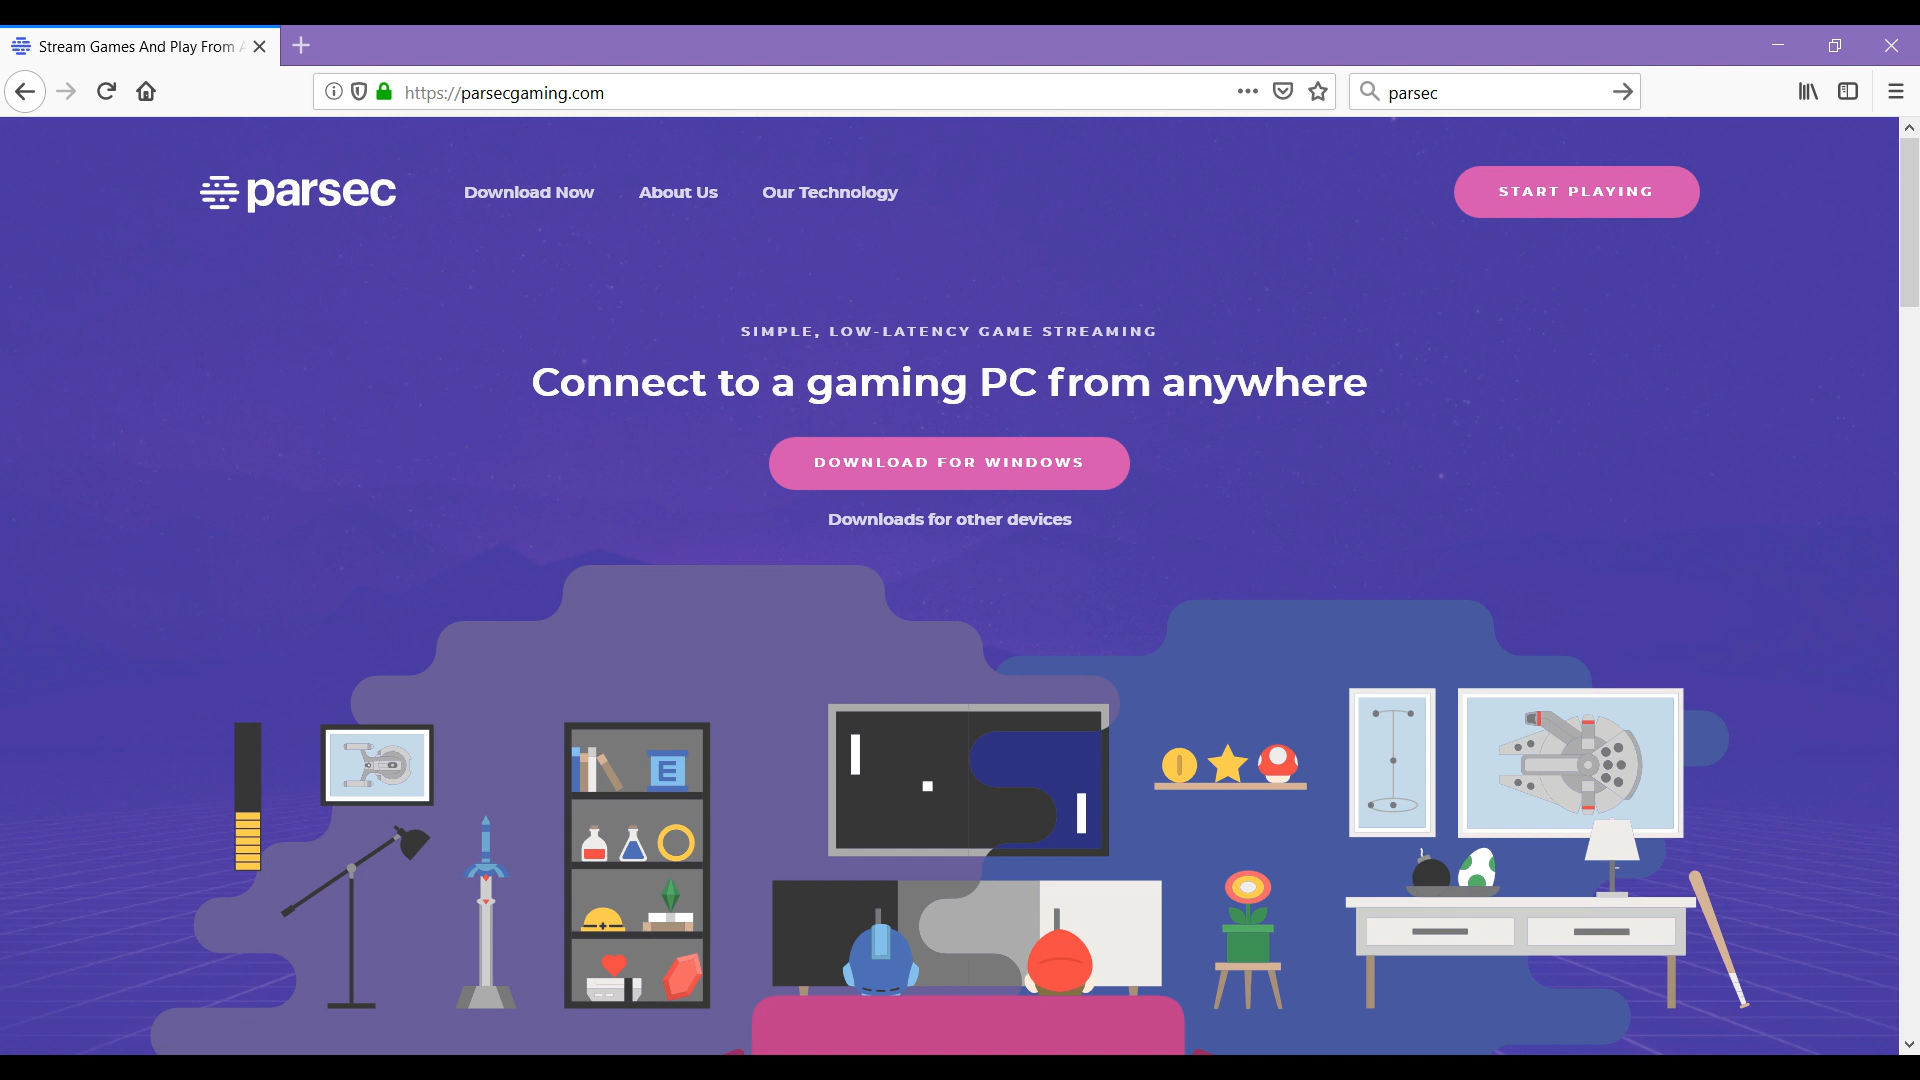 Stream Games And Play From A
https://parsecgaming.com
parsec
parsec
Download Now
About Us
Our Technology
START PLAYING
SIMPLE, LOW-LATENCY GAME STREAMING
Connect to a gaming PC from anywhere
DOWNLOAD FOR WINDOWS
Downloads for other devices
E